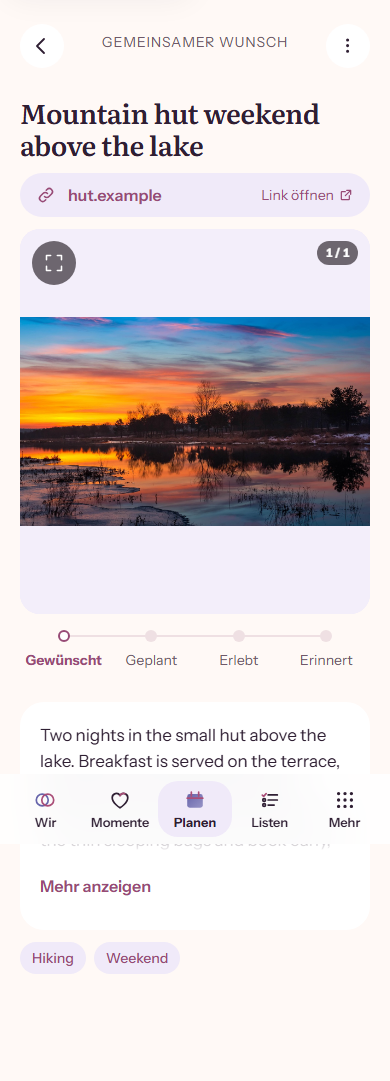 GEMEINSAMER WUNSCH
Mountain hut weekend
above the lake
hut.example
Link öffnen
1 / 1
Gewünscht
Geplant
Erlebt
Erinnert
Two nights in the small hut above the
lake. Breakfast is served on the terrace,
Wir
Momente
Planen
Listen
Mehr
Mehr anzeigen
Hiking
Weekend